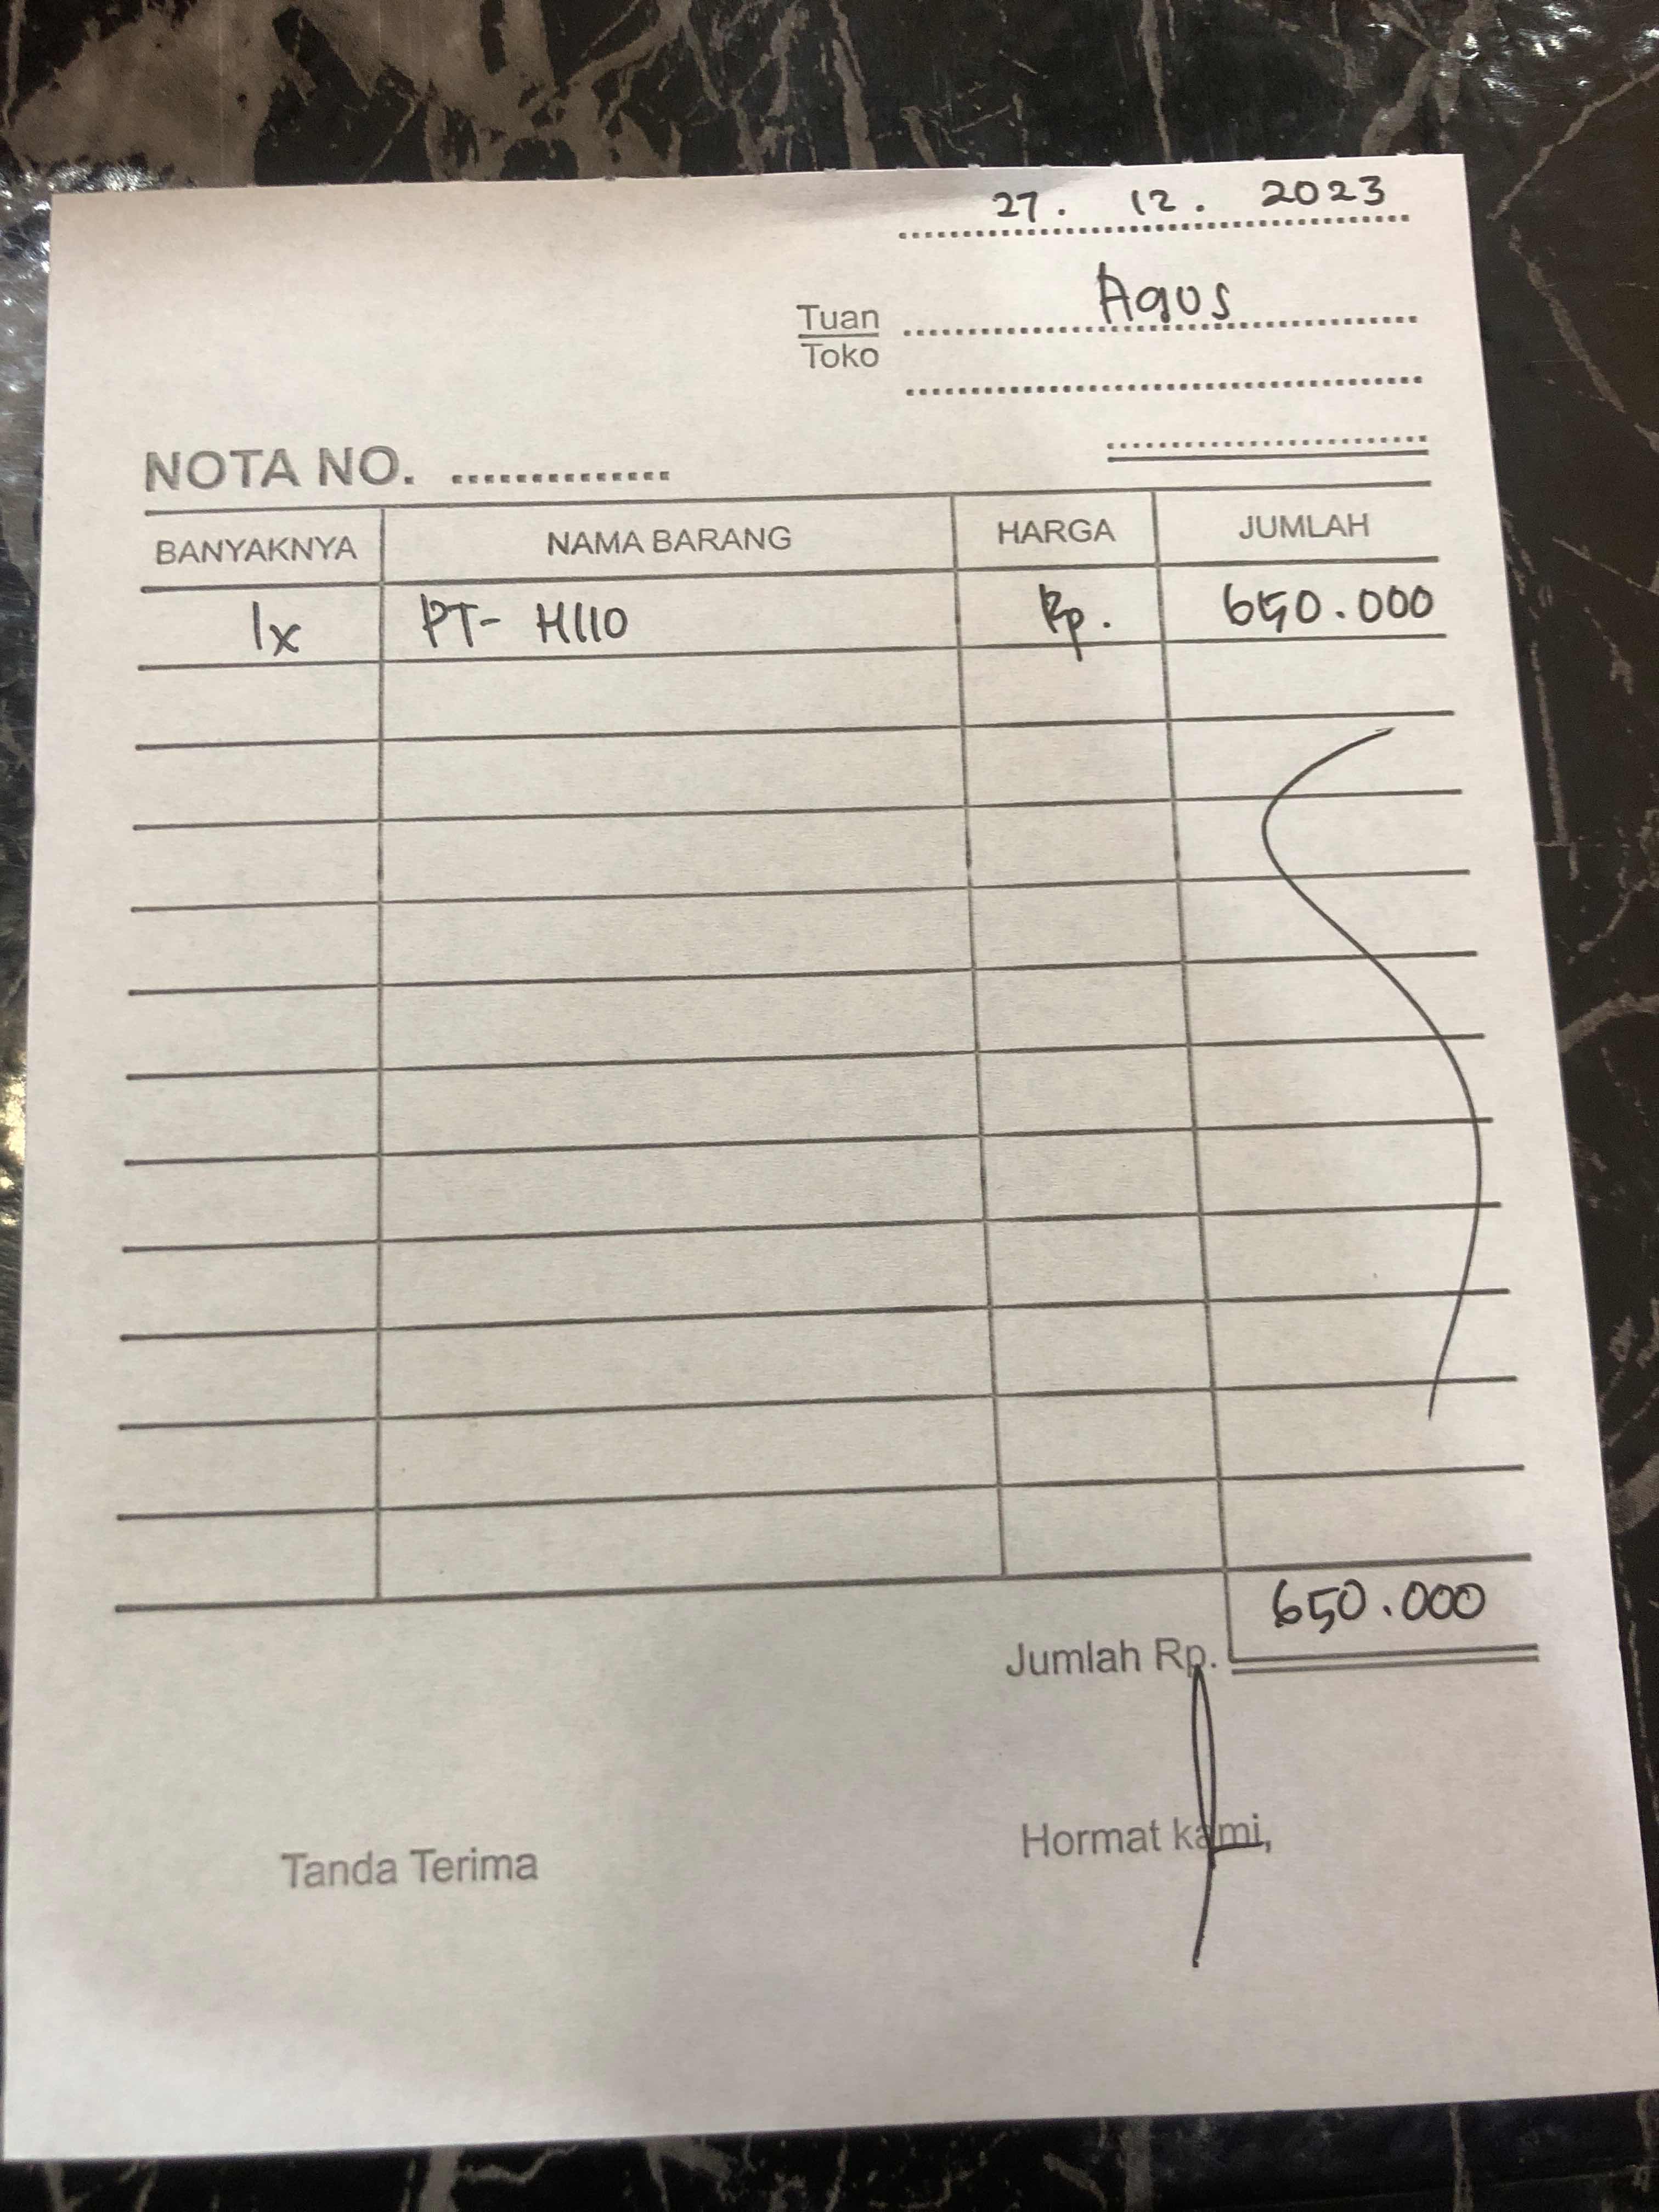 27. 12. 2023
Tuan Agus
Toko
NOTA NO.
BANYAKNYA NAMA BARANG HARGA JUMLAH
1x PT- H110 Rp. 650.000
650.000
Jumlah Rp.
Tanda Terima Hormat kami,